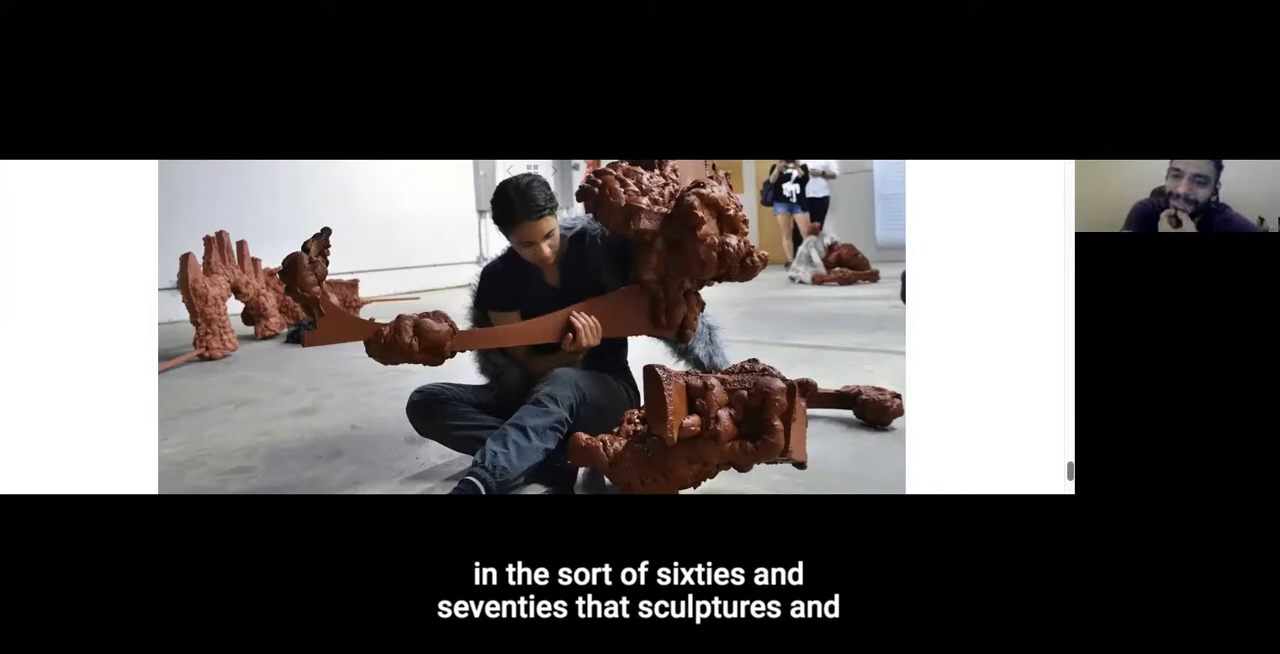 in the sort of sixties and
seventies that sculptures and